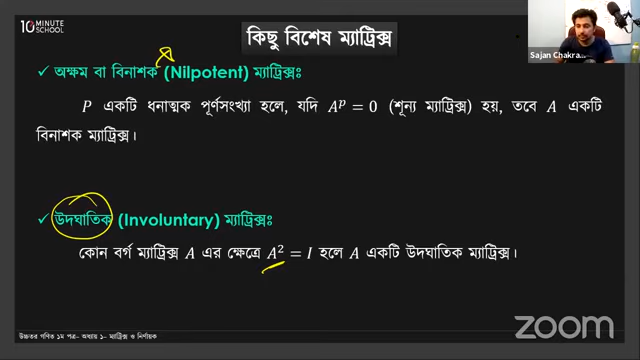 10 MINUTE SCHOOL
কিছু বিশেষ ম্যাট্রিক্স
Sajan Chakra...
✓ অক্ষম বা বিনাশক (Nilpotent) ম্যাট্রিক্সঃ
P একটি ধনাত্মক পূর্ণসংখ্যা হলে, যদি Aᵖ = 0 (শূন্য ম্যাট্রিক্স) হয়, তবে A একটি
বিনাশক ম্যাট্রিক্স।
✓ উদঘাতিক (Involuntary) ম্যাট্রিক্সঃ
কোন বর্গ ম্যাট্রিক্স A এর ক্ষেত্রে A² = I হলে A একটি উদঘাতিক ম্যাট্রিক্স।
zoom
উচ্চতর গণিত ১ম পত্র- অধ্যায় ১- ম্যাট্রিক্স ও নির্ণায়ক